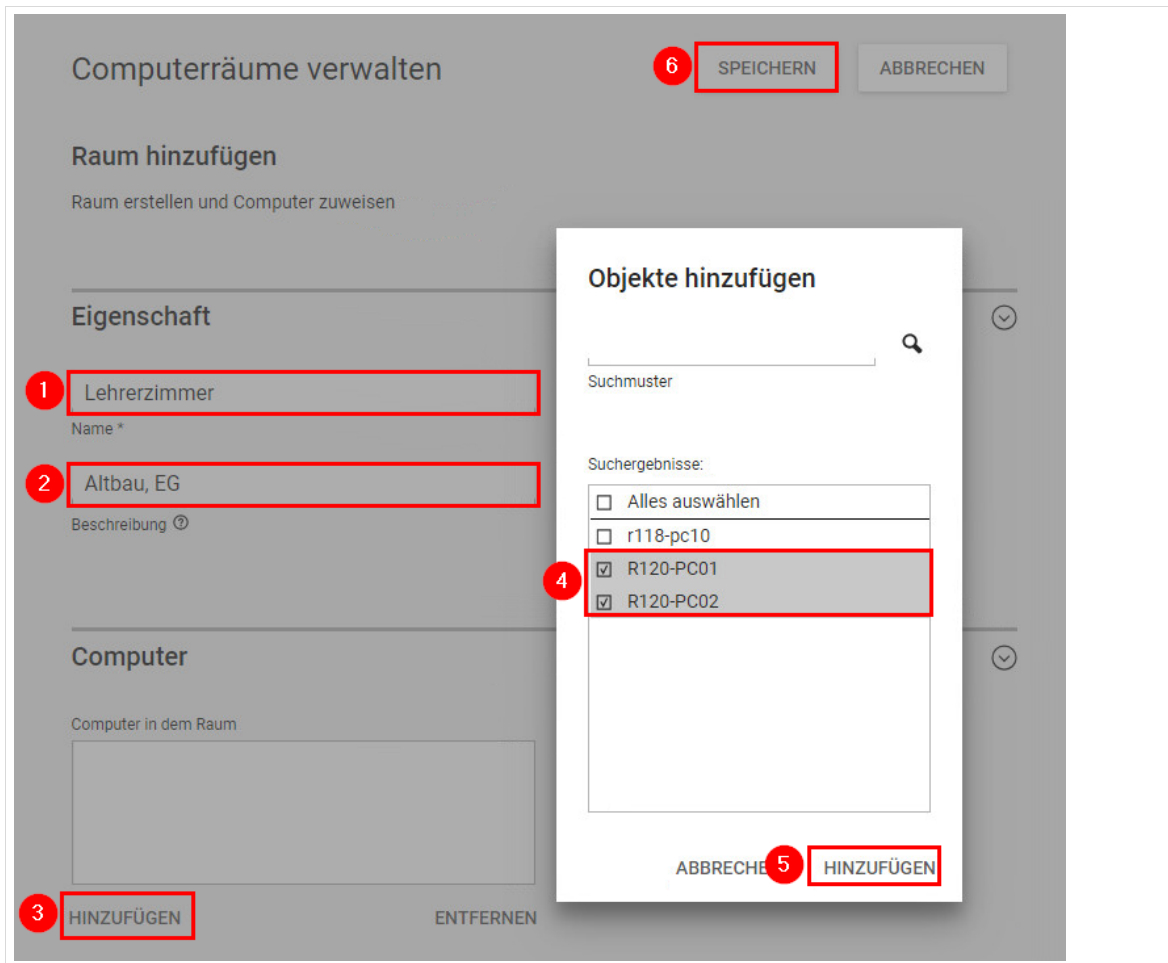 Computerräume verwalten
6 SPEICHERN ABBRECHEN
Raum hinzufügen
Raum erstellen und Computer zuweisen
Eigenschaft
1 Lehrerzimmer
Name *
2 Altbau, EG
Beschreibung ?
Computer
Computer in dem Raum
3 HINZUFÜGEN ENTFERNEN
Objekte hinzufügen
Suchmuster
Suchergebnisse:
Alles auswählen
r118-pc10
4 R120-PC01
R120-PC02
ABBRECHE 5 HINZUFÜGEN